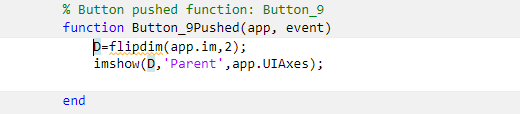 % Button pushed function: Button_9
function Button_9Pushed(app, event)
D=flipdim(app.im,2);
imshow(D,'Parent',app.UIAxes);
end